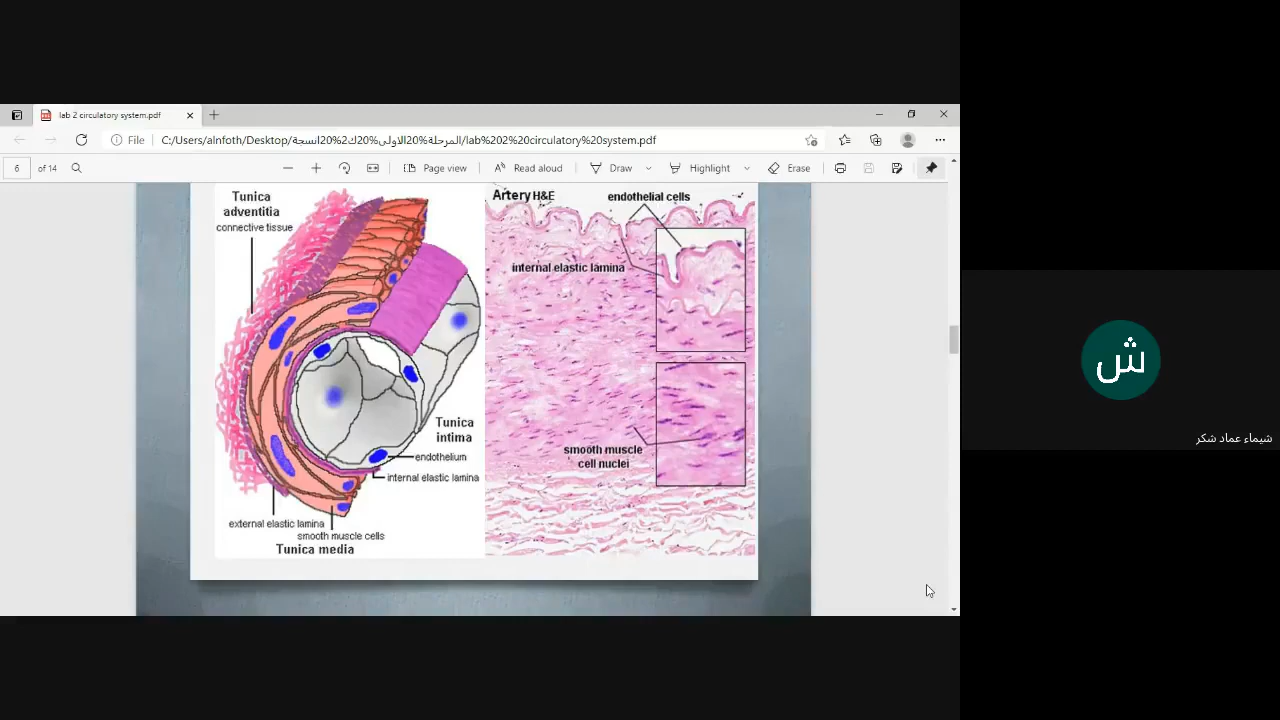 lab 2 circulatory system.pdf
File
C:/Users/alnfoth/Desktop/المرحلة%20الاولى%20ك2%20انسجة/lab%202%20circulatory%20system.pdf
6 of 14
Page view
Read aloud
Draw
Highlight
Erase
Tunica
adventitia
connective tissue
Tunica
intima
endothelium
internal elastic lamina
external elastic lamina
smooth muscle cells
Tunica media
Artery H&E
endothelial cells
internal elastic lamina
smooth muscle
cell nuclei
ش
شيماء عماد شكر